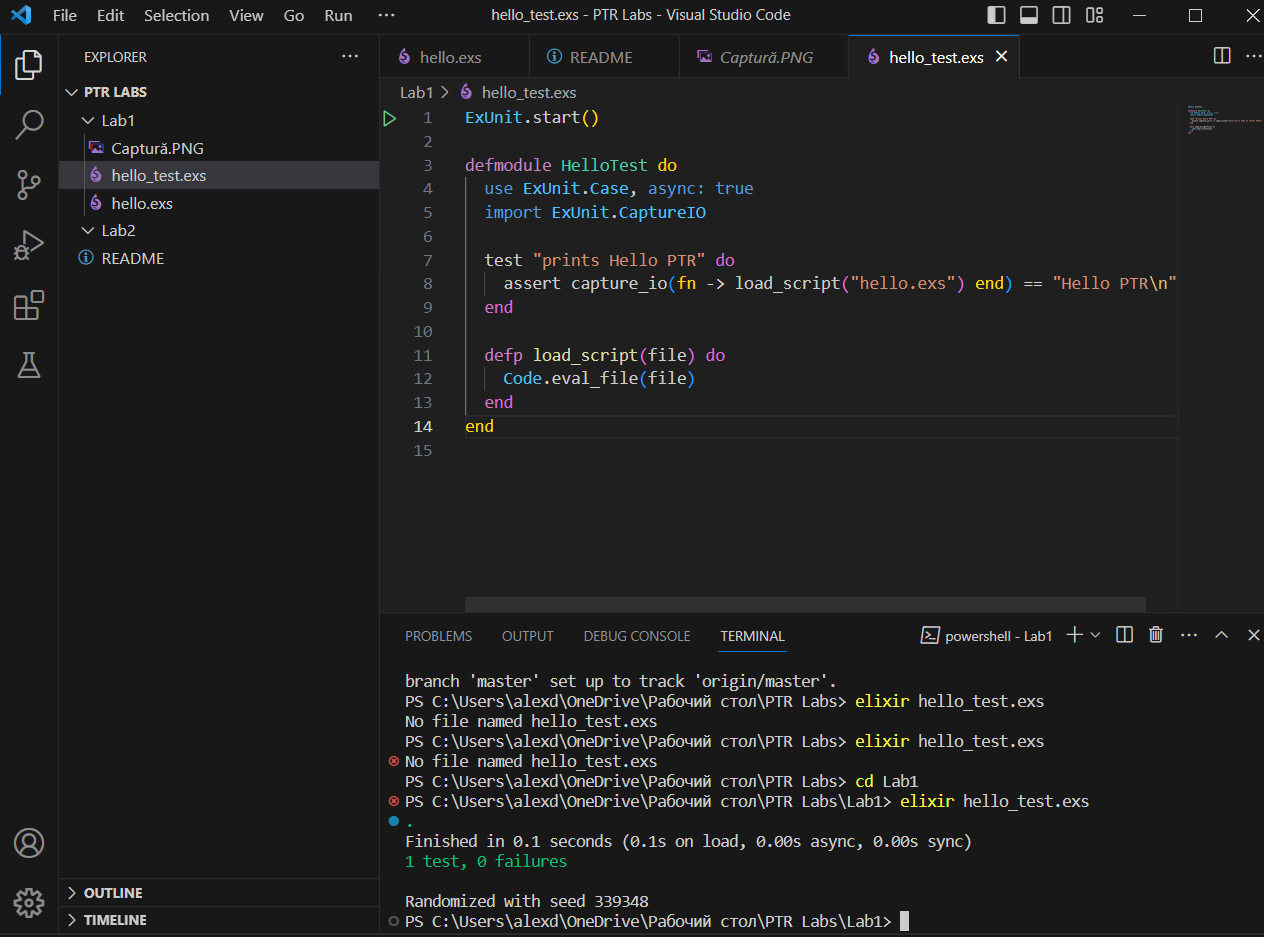 File Edit Selection View Go Run ··· hello_test.exs - PTR Labs - Visual Studio Code
EXPLORER ···
PTR LABS
Lab1
Captură.PNG
hello_test.exs
hello.exs
Lab2
README
OUTLINE
TIMELINE
hello.exs README Captură.PNG hello_test.exs
Lab1 > hello_test.exs
1 ExUnit.start()
2
3 defmodule HelloTest do
4 use ExUnit.Case, async: true
5 import ExUnit.CaptureIO
6
7 test "prints Hello PTR" do
8 assert capture_io(fn -> load_script("hello.exs") end) == "Hello PTR\n"
9 end
10
11 defp load_script(file) do
12 Code.eval_file(file)
13 end
14 end
15
PROBLEMS OUTPUT DEBUG CONSOLE TERMINAL powershell - Lab1
branch 'master' set up to track 'origin/master'.
PS C:\Users\alexd\OneDrive\Рабочий стол\PTR Labs> elixir hello_test.exs
No file named hello_test.exs
PS C:\Users\alexd\OneDrive\Рабочий стол\PTR Labs> elixir hello_test.exs
No file named hello_test.exs
PS C:\Users\alexd\OneDrive\Рабочий стол\PTR Labs> cd Lab1
PS C:\Users\alexd\OneDrive\Рабочий стол\PTR Labs\Lab1> elixir hello_test.exs
.
Finished in 0.1 seconds (0.1s on load, 0.00s async, 0.00s sync)
1 test, 0 failures
Randomized with seed 339348
PS C:\Users\alexd\OneDrive\Рабочий стол\PTR Labs\Lab1>